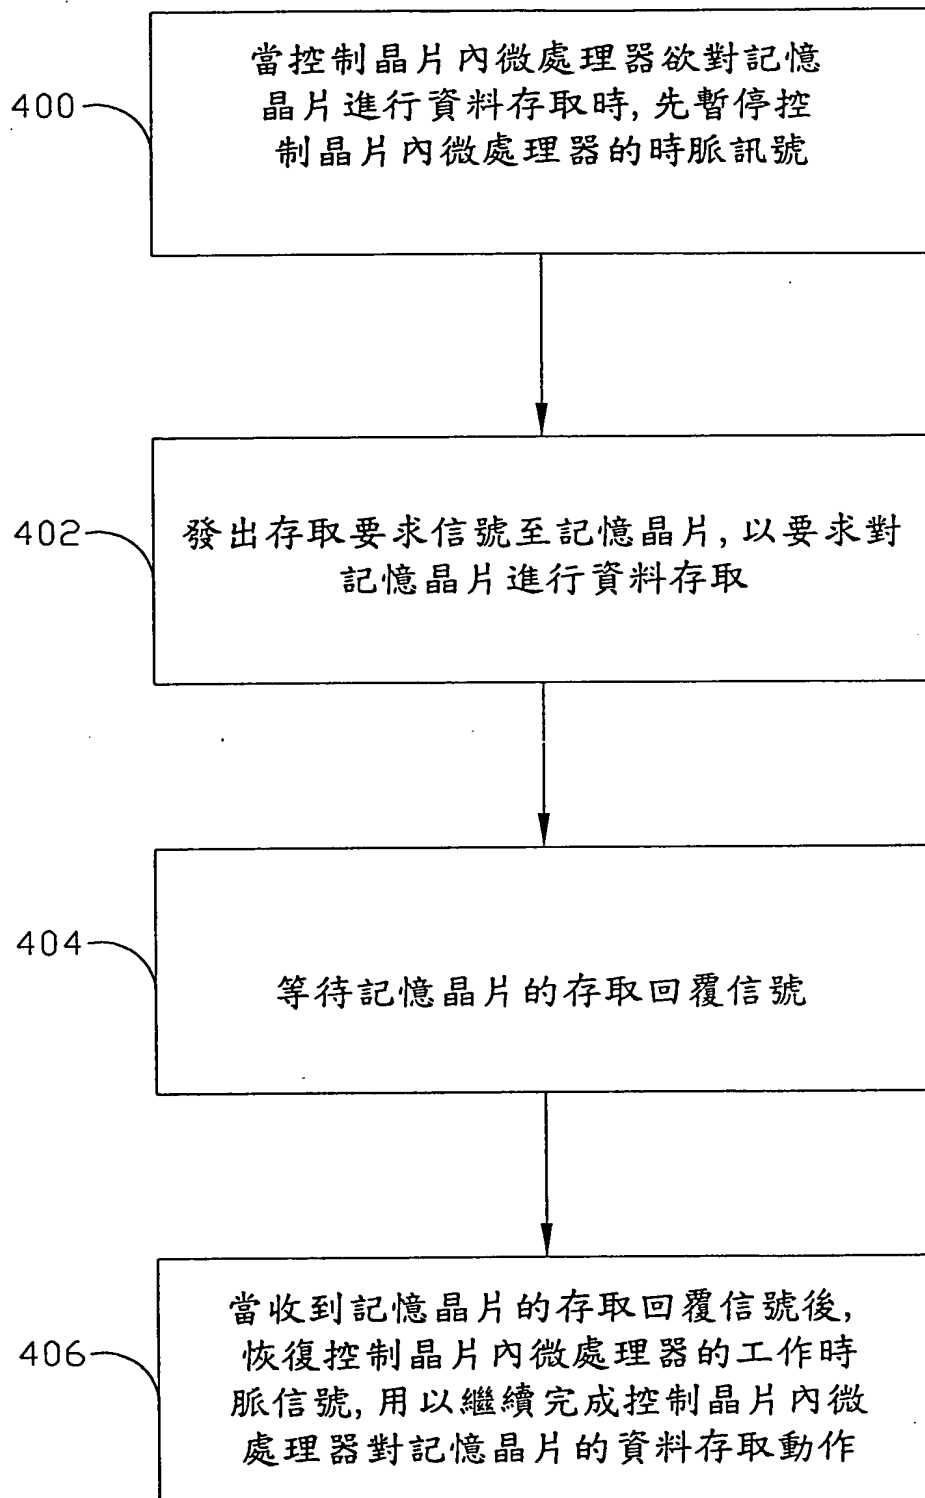 400
當控制晶片內微處理器欲對記憶
晶片進行資料存取時, 先暫停控
制晶片內微處理器的時脈訊號
402
發出存取要求信號至記憶晶片, 以要求對
記憶晶片進行資料存取
404
等待記憶晶片的存取回覆信號
406
當收到記憶晶片的存取回覆信號後,
恢復控制晶片內微處理器的工作時
脈信號, 用以繼續完成控制晶片內微
處理器對記憶晶片的資料存取動作